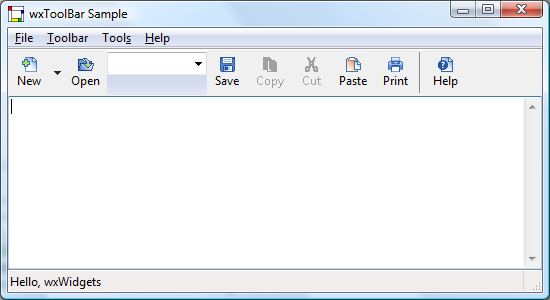 wxToolBar Sample
File Toolbar Tools Help
New Open Save Copy Cut Paste Print Help
Hello, wxWidgets